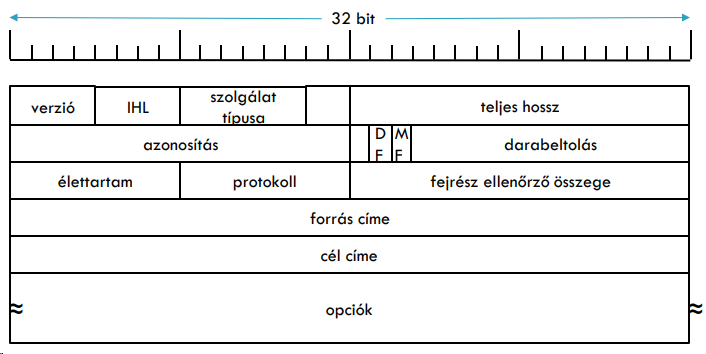 32 bit
verzió
IHL
szolgálat
típusa
teljes hossz
azonosítás
D
F
M
F
darabeltolás
élettartam
protokoll
fejrész ellenőrző összege
forrás címe
cél címe
≈
opciók
≈